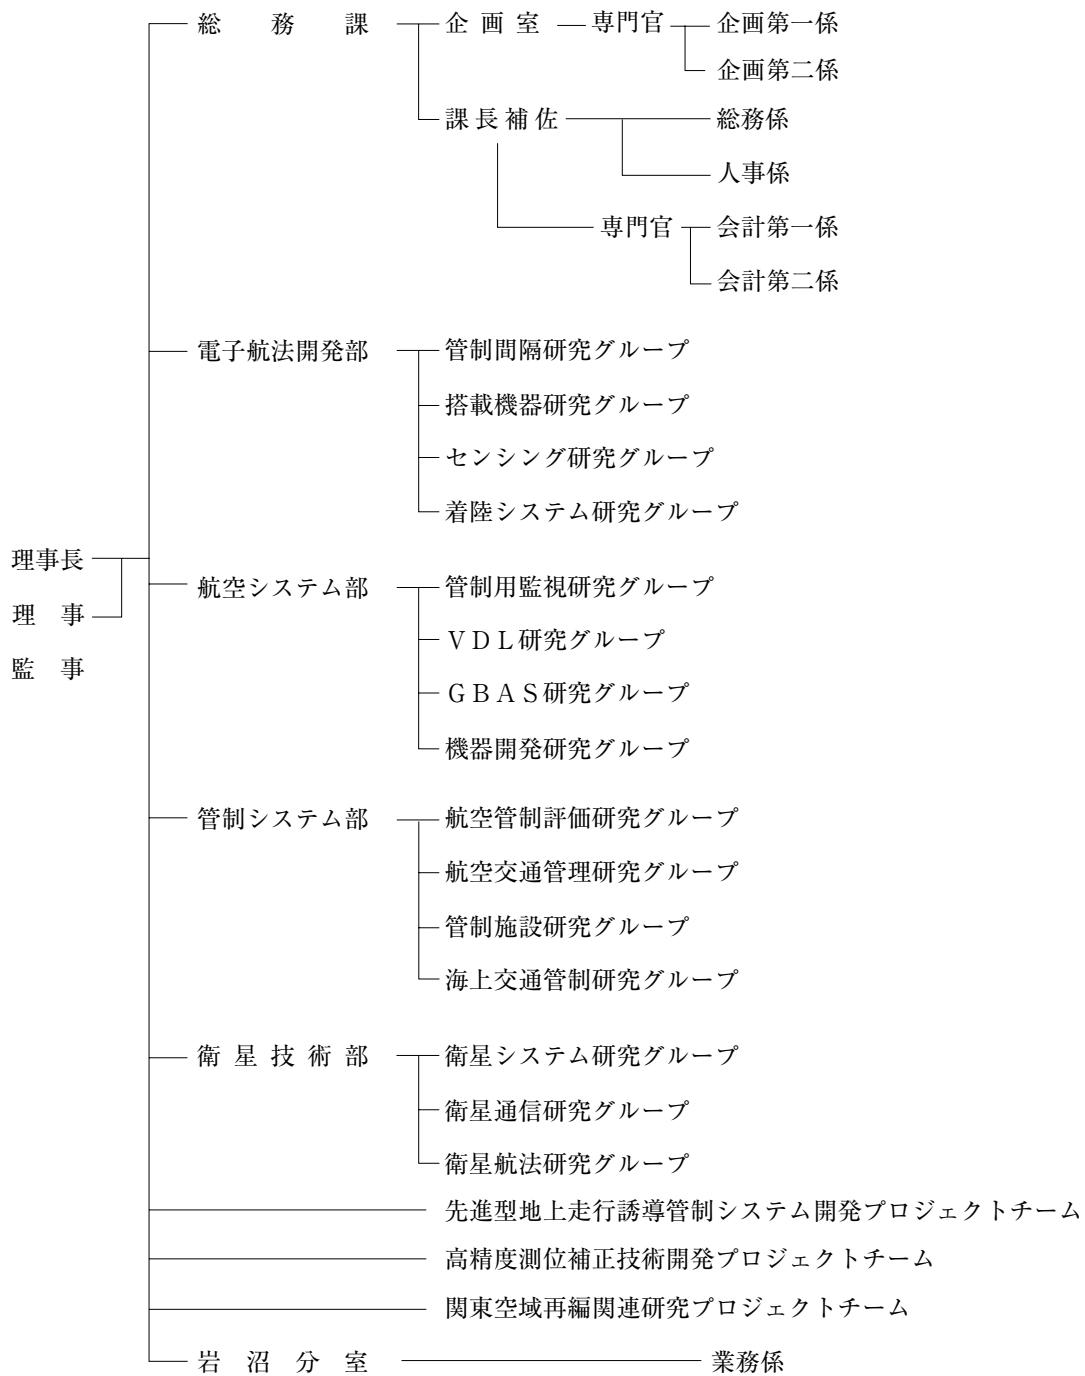 総務課 企画室 専門官 企画第一係
企画第二係
課長補佐 総務係
人事係
専門官 会計第一係
会計第二係
電子航法開発部 管制間隔研究グループ
搭載機器研究グループ
センシング研究グループ
着陸システム研究グループ
理事長
理事
監事
航空システム部 管制用監視研究グループ
ＶＤＬ研究グループ
ＧＢＡＳ研究グループ
機器開発研究グループ
管制システム部 航空管制評価研究グループ
航空交通管理研究グループ
管制施設研究グループ
海上交通管制研究グループ
衛星技術部 衛星システム研究グループ
衛星通信研究グループ
衛星航法研究グループ
先進型地上走行誘導管制システム開発プロジェクトチーム
高精度測位補正技術開発プロジェクトチーム
関東空域再編関連研究プロジェクトチーム
岩沼分室 業務係